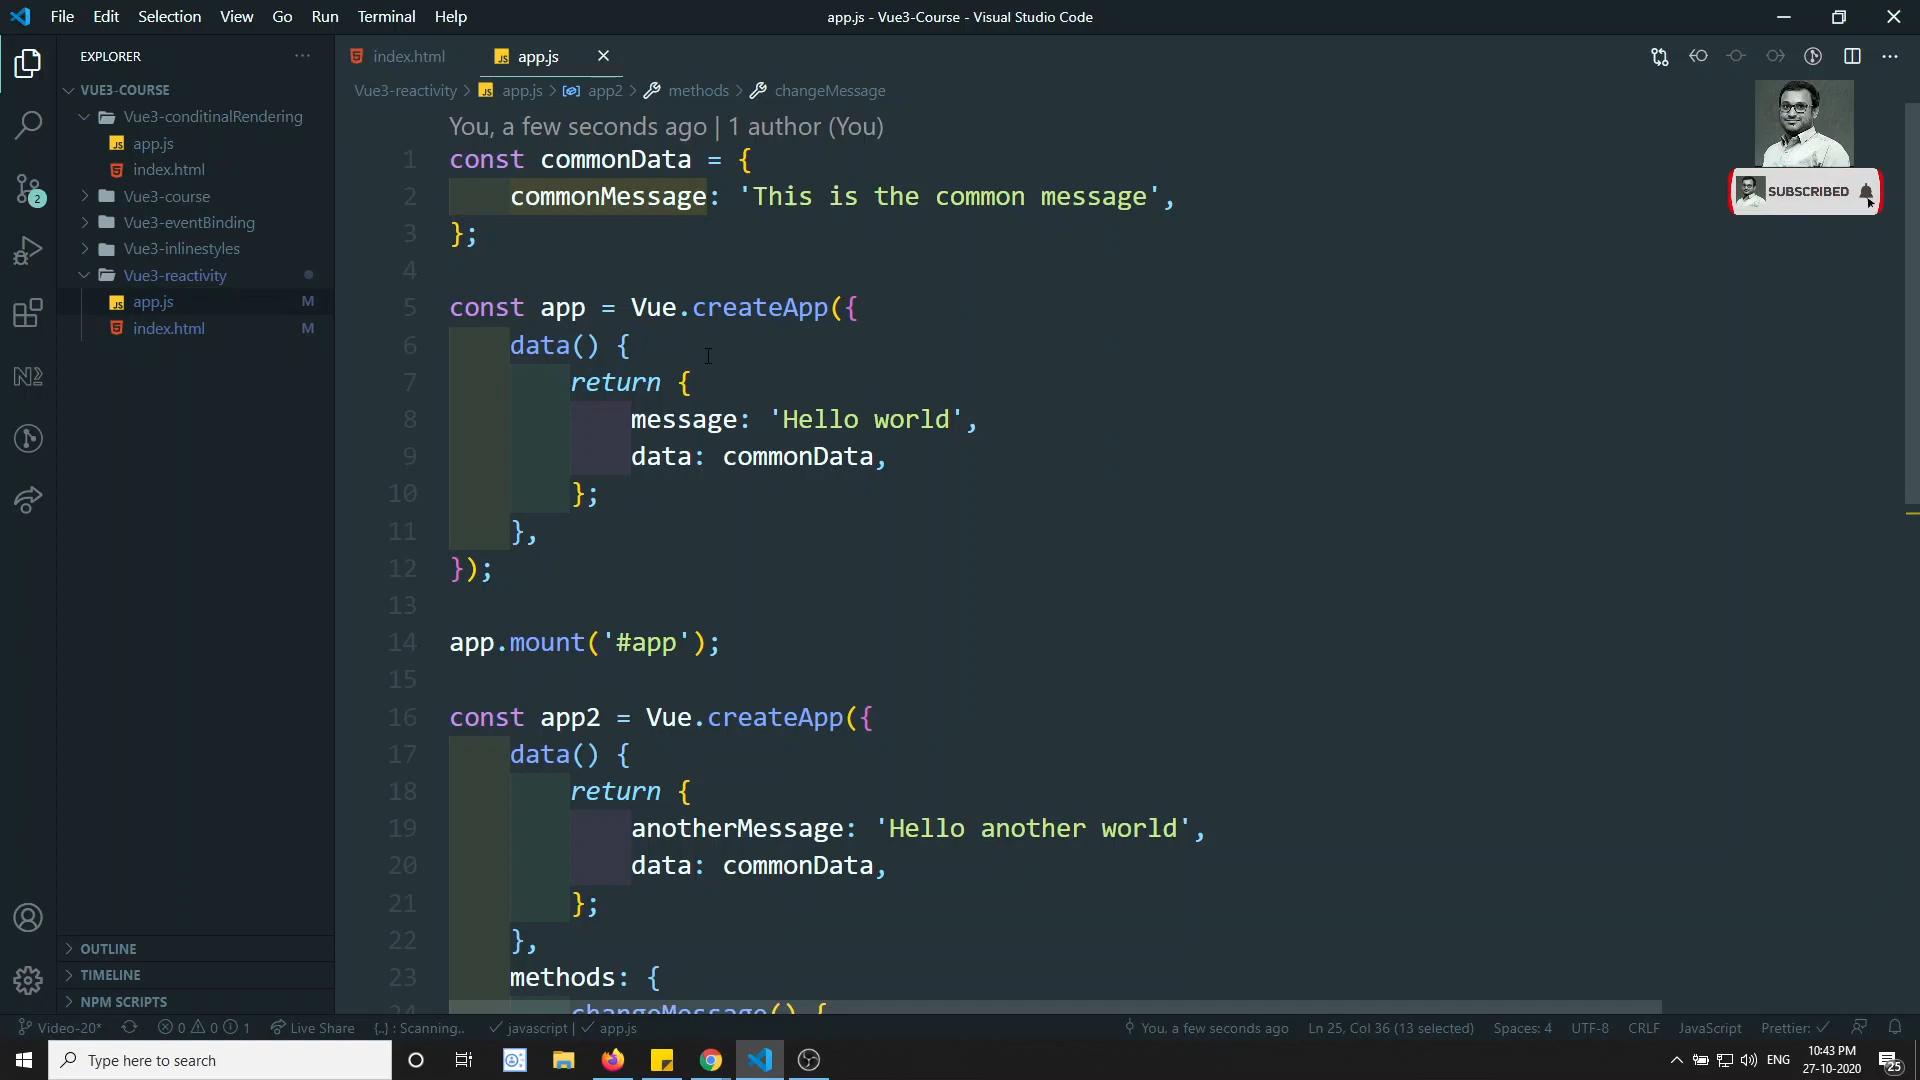 File Edit Selection View Go Run Terminal Help
app.js - Vue3-Course - Visual Studio Code
EXPLORER
VUE3-COURSE
Vue3-conditinalRendering
app.js
index.html
Vue3-course
Vue3-eventBinding
Vue3-inlinestyles
Vue3-reactivity
app.js M
index.html M
OUTLINE
TIMELINE
NPM SCRIPTS
2
index.html
app.js
Vue3-reactivity > app.js > app2 > methods > changeMessage
You, a few seconds ago | 1 author (You)
1 const commonData = {
2 commonMessage: 'This is the common message',
3 };
4
5 const app = Vue.createApp({
6 data() {
7 return {
8 message: 'Hello world',
9 data: commonData,
10 };
11 },
12 });
13
14 app.mount('#app');
15
16 const app2 = Vue.createApp({
17 data() {
18 return {
19 anotherMessage: 'Hello another world',
20 data: commonData,
21 };
22 },
23 methods: {
24 changeMessage() {
SUBSCRIBED
Video-20* 0 0 1 Live Share {..} : Scanning.. javascript | app.js You, a few seconds ago Ln 25, Col 36 (13 selected) Spaces: 4 UTF-8 CRLF JavaScript Prettier:
Type here to search
ENG
10:43 PM
27-10-2020
25